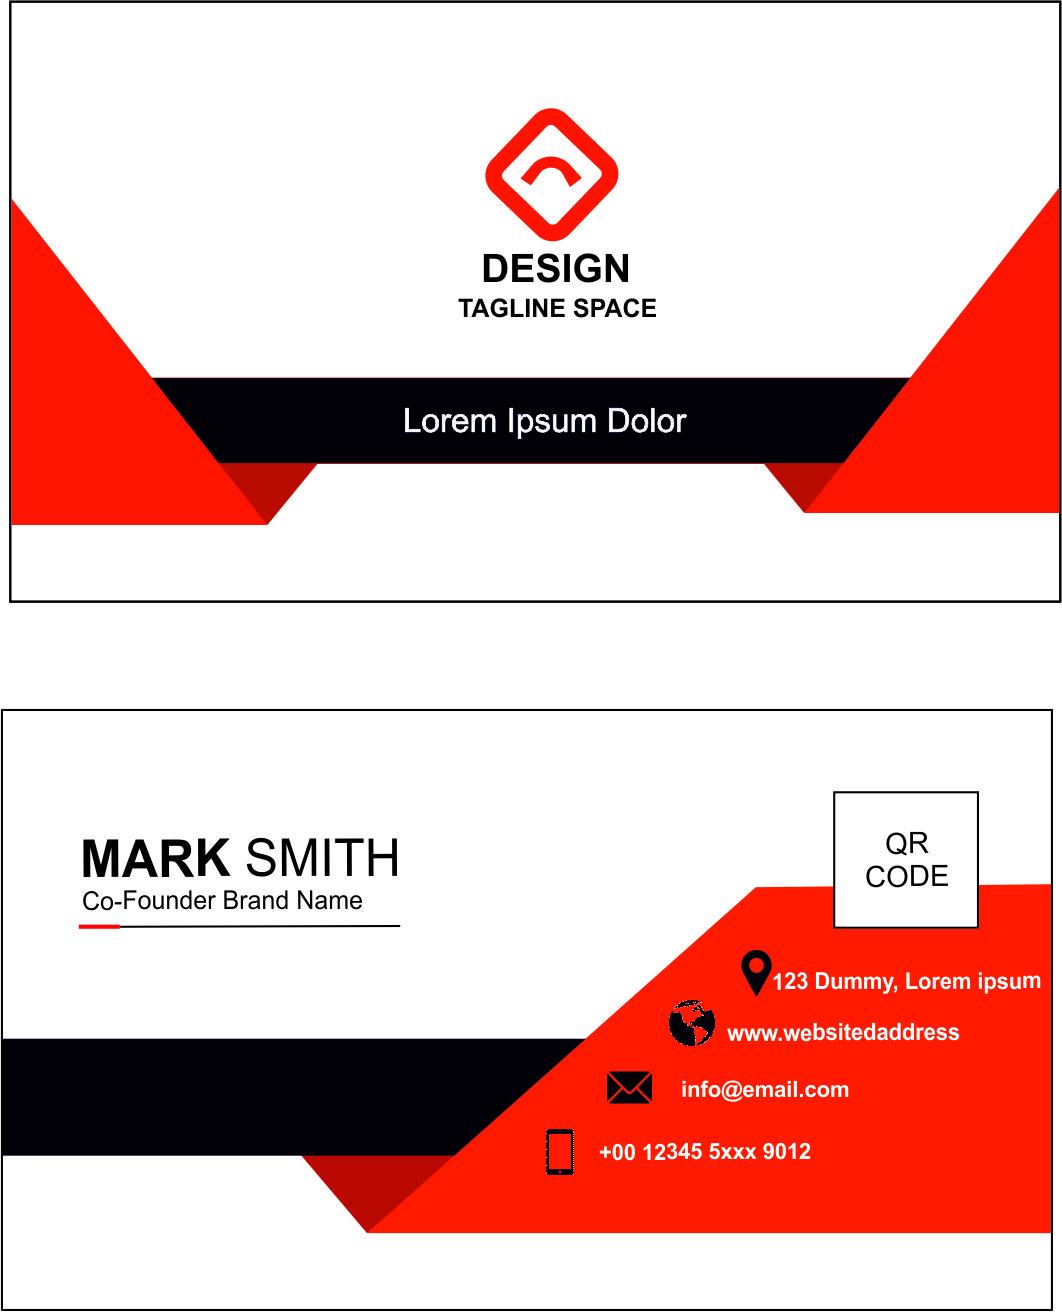 DESIGN
TAGLINE SPACE
Lorem Ipsum Dolor
MARK SMITH
Co-Founder Brand Name
QR
CODE
123 Dummy, Lorem ipsum
www.websitedaddress
info@email.com
+00 12345 5xxx 9012